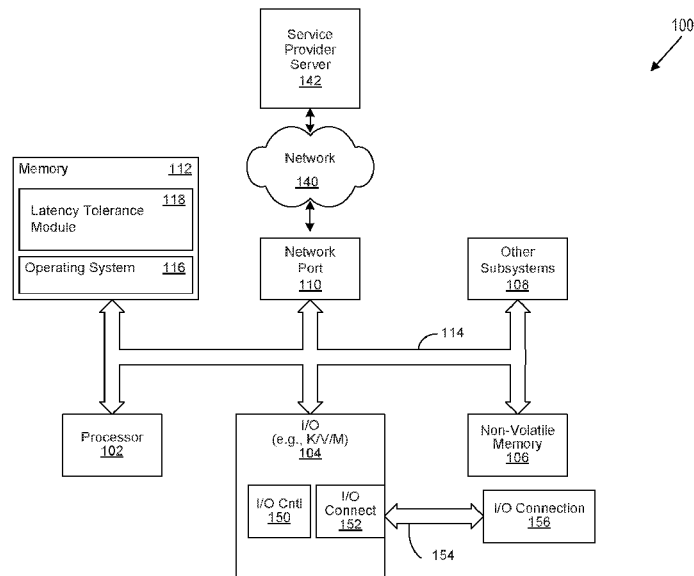 100
Service
Provider
Server
142
Network
140
Memory 112
Latency Tolerance 118
Module
Operating System 116
Network
Port
110
Other
Subsystems
108
114
Processor
102
I/O
(e.g., K/V/M)
104
I/O Cntl
150
I/O
Connect
152
Non-Volatile
Memory
106
I/O Connection
156
154